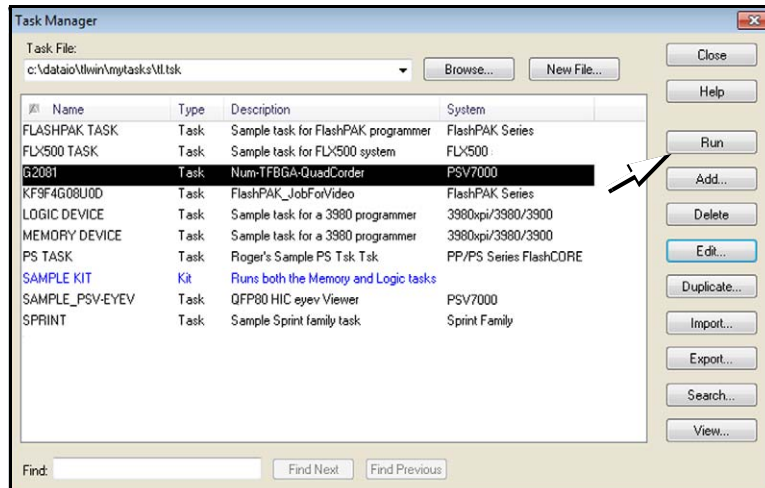 Task Manager
Task File:
c:\dataio\tlwin\mytasks\tl.tsk
Browse...
New File...
Close
Help
Name Type Description System
FLASHPAK TASK Task Sample task for FlashPAK programmer FlashPAK Series
FLX500 TASK Task Sample task for FLX500 system FLX500
G2081 Task Num-TFBGA-QuadCorder PSV7000
KF9F4G08U0D Task FlashPAK_JobForVideo FlashPAK Series
LOGIC DEVICE Task Sample task for a 3980 programmer 3980xpi/3980/3900
MEMORY DEVICE Task Sample task for a 3980 programmer 3980xpi/3980/3900
PS TASK Task Roger's Sample PS Tsk Tsk PP/PS Series FlashCORE
SAMPLE KIT Kit Runs both the Memory and Logic tasks
SAMPLE_PSV-EYEV Task QFP80 HIC eyev Viewer PSV7000
SPRINT Task Sample Sprint family task Sprint Family
Run
Add...
Delete
Edit...
Duplicate...
Import...
Export...
Search...
View...
Find:
Find Next
Find Previous